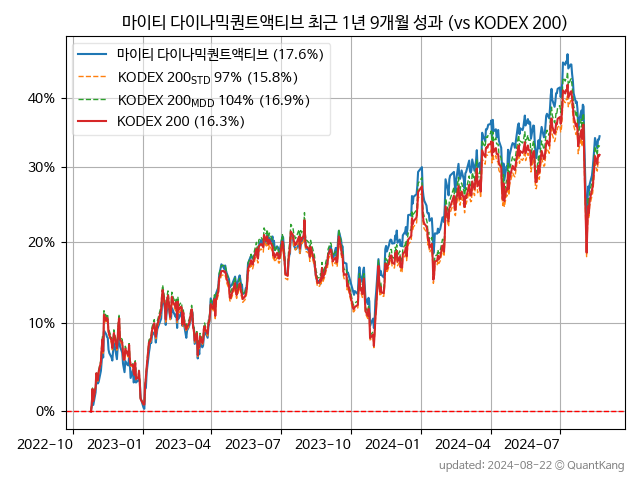 마이티 다이나믹퀀트액티브 최근 1년 9개월 성과 (vs KODEX 200)
마이티 다이나믹퀀트액티브 (17.6%)
KODEX 200STD 97% (15.8%)
KODEX 200MDD 104% (16.9%)
KODEX 200 (16.3%)
40%
30%
20%
10%
0%
2022-10 2023-01 2023-04 2023-07 2023-10 2024-01 2024-04 2024-07
updated: 2024-08-22 © QuantKang